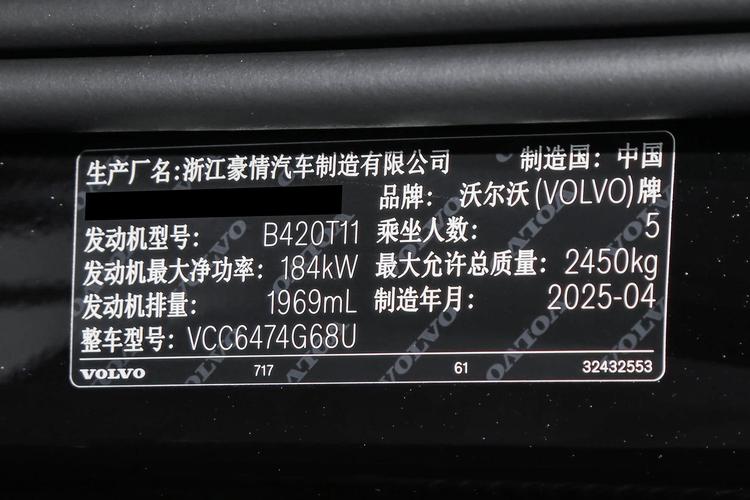 生产厂名:浙江豪情汽车制造有限公司 制造国: 中国
品牌: 沃尔沃(VOLVO)牌
发动机型号: B420T11 乘坐人数: 5
发动机最大净功率: 184kW 最大允许总质量: 2450kg
发动机排量: 1969mL 制造年月: 2025-04
整车型号: VCC6474G68U
VOLVO 717 61 32432553